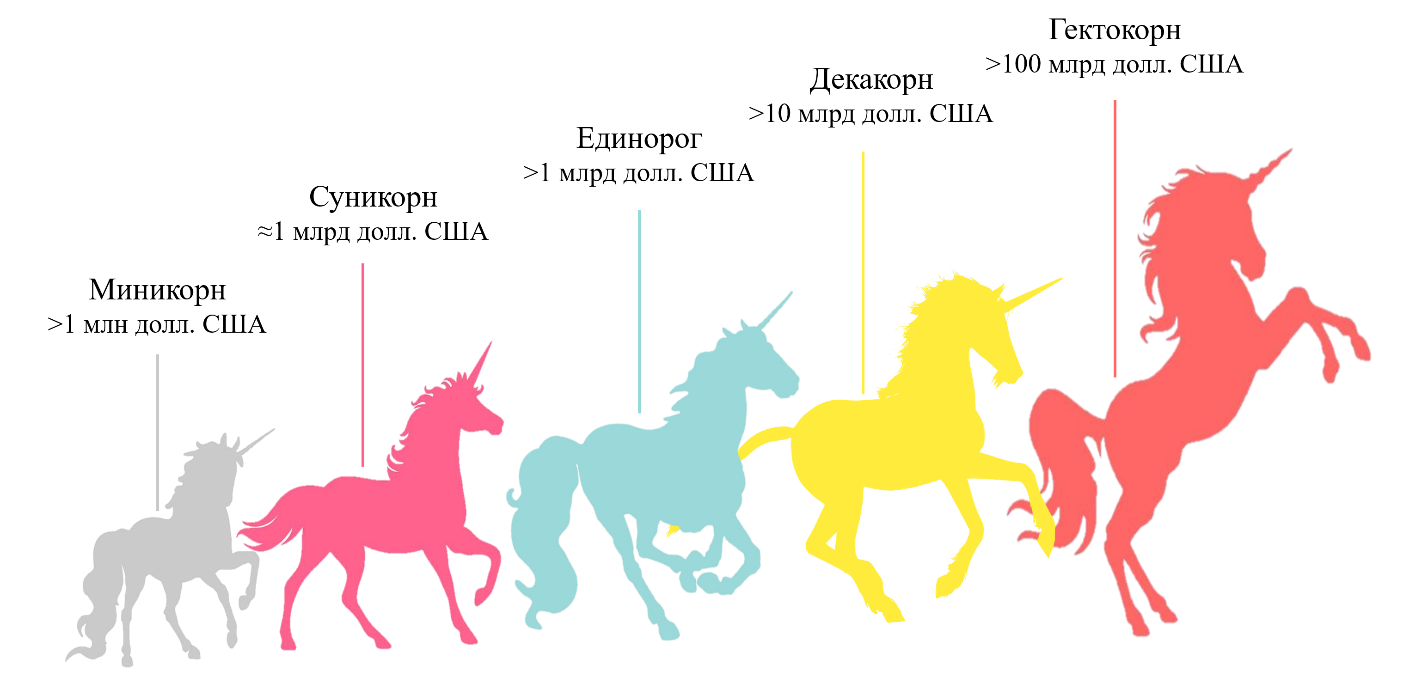 Миникорн
>1 млн долл. США
Суникорн
≈1 млрд долл. США
Единорог
>1 млрд долл. США
Декакорн
>10 млрд долл. США
Гектокорн
>100 млрд долл. США